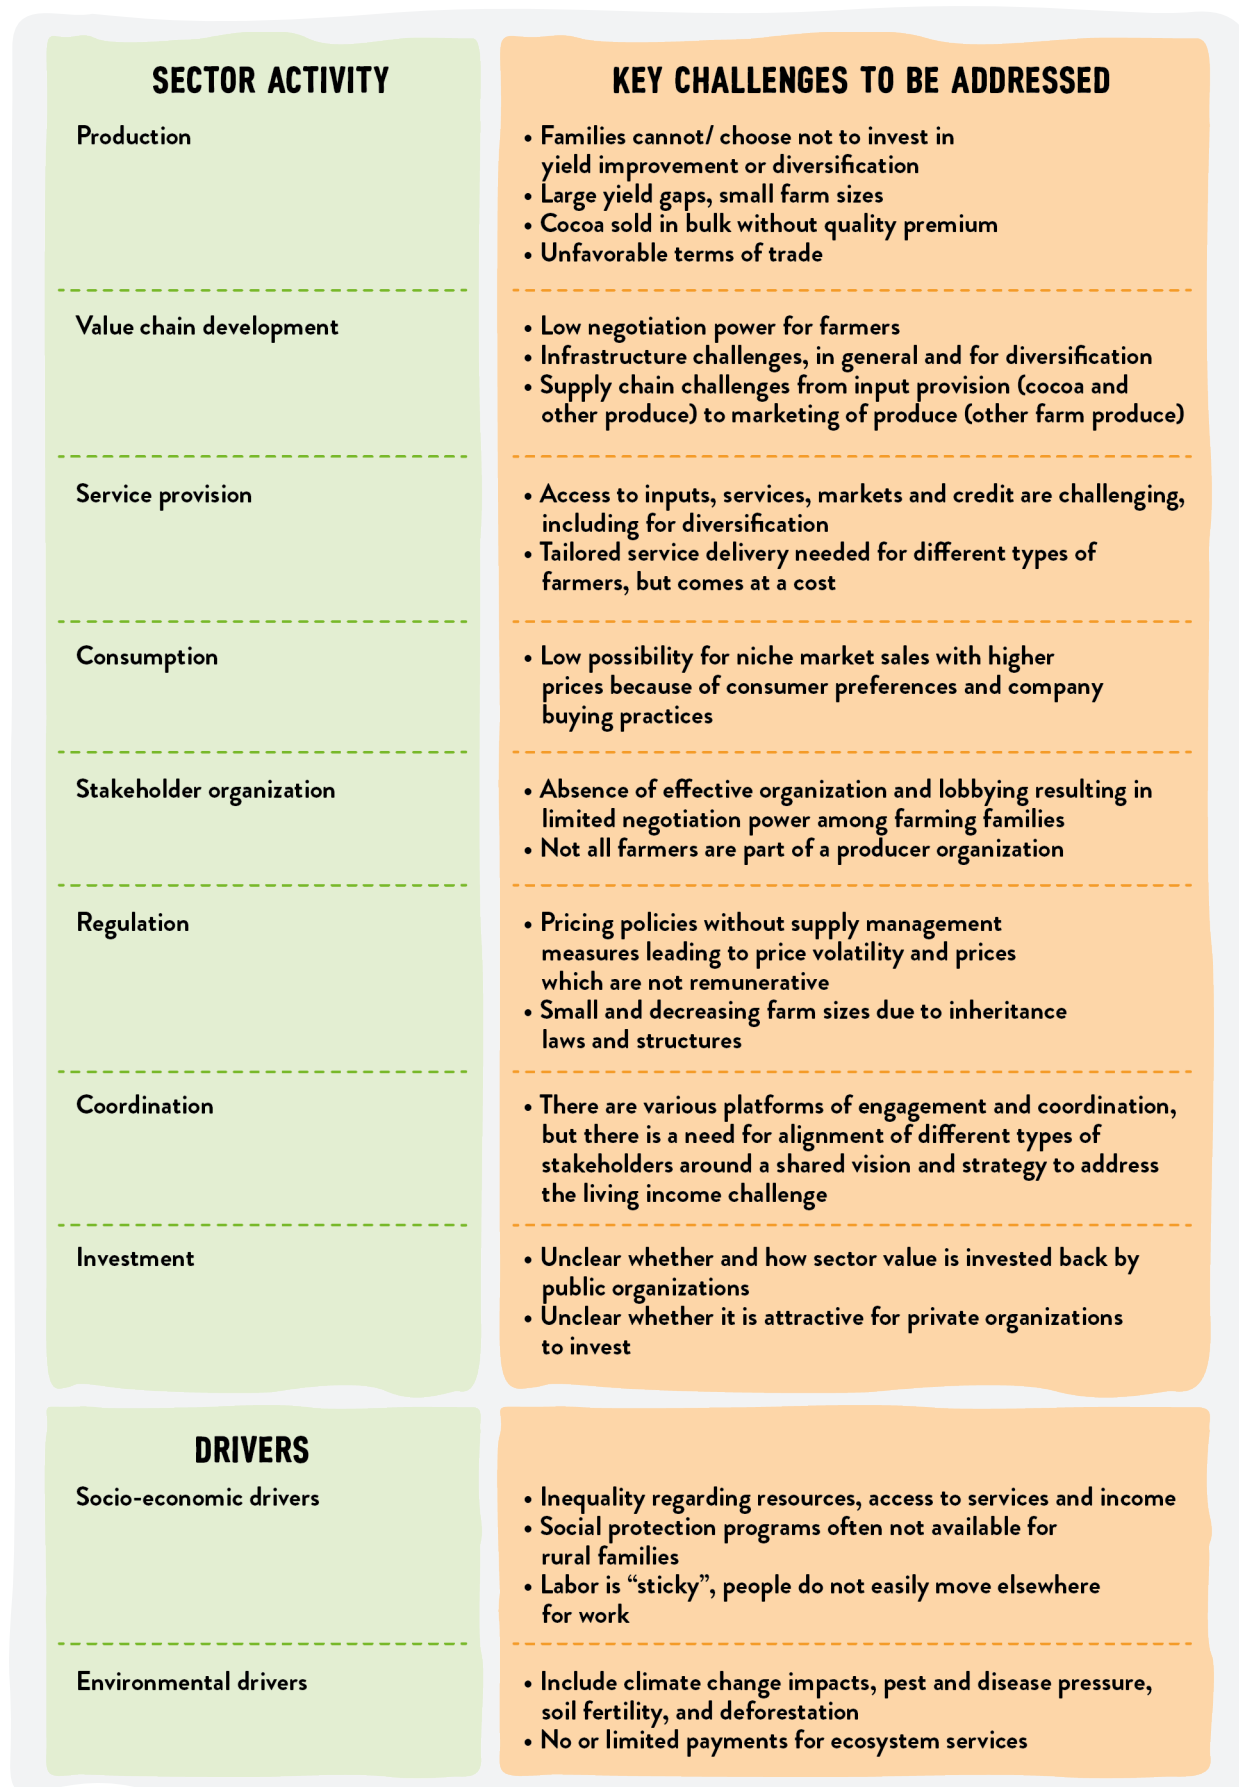 SECTOR ACTIVITY
KEY CHALLENGES TO BE ADDRESSED
Production
• Families cannot/ choose not to invest in
yield improvement or diversification
• Large yield gaps, small farm sizes
• Cocoa sold in bulk without quality premium
• Unfavorable terms of trade
Value chain development
• Low negotiation power for farmers
• Infrastructure challenges, in general and for diversification
• Supply chain challenges from input provision (cocoa and
other produce) to marketing of produce (other farm produce)
Service provision
• Access to inputs, services, markets and credit are challenging,
including for diversification
• Tailored service delivery needed for different types of
farmers, but comes at a cost
Consumption
• Low possibility for niche market sales with higher
prices because of consumer preferences and company
buying practices
Stakeholder organization
• Absence of effective organization and lobbying resulting in
limited negotiation power among farming families
• Not all farmers are part of a producer organization
Regulation
• Pricing policies without supply management
measures leading to price volatility and prices
which are not remunerative
• Small and decreasing farm sizes due to inheritance
laws and structures
Coordination
• There are various platforms of engagement and coordination,
but there is a need for alignment of different types of
stakeholders around a shared vision and strategy to address
the living income challenge
Investment
• Unclear whether and how sector value is invested back by
public organizations
• Unclear whether it is attractive for private organizations
to invest
DRIVERS
Socio-economic drivers
• Inequality regarding resources, access to services and income
• Social protection programs often not available for
rural families
• Labor is “sticky”, people do not easily move elsewhere
for work
Environmental drivers
• Include climate change impacts, pest and disease pressure,
soil fertility, and deforestation
• No or limited payments for ecosystem services